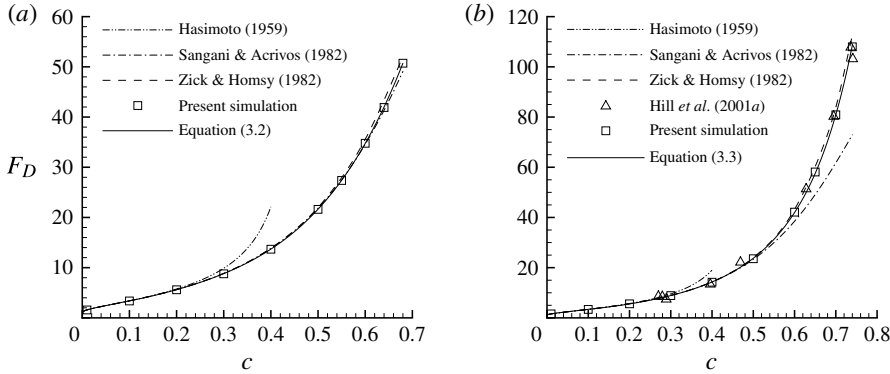 (a)
Hasimoto (1959)
Sangani & Acrivos (1982)
Zick & Homsy (1982)
Present simulation
Equation (3.2)
F_D
60
50
40
30
20
10
0
0.1
0.2
0.3
0.4
0.5
0.6
0.7
c
(b)
Hasimoto (1959)
Sangani & Acrivos (1982)
Zick & Homsy (1982)
Hill et al. (2001a)
Present simulation
Equation (3.3)
120
100
80
60
40
20
0
0.1
0.2
0.3
0.4
0.5
0.6
0.7
0.8
c